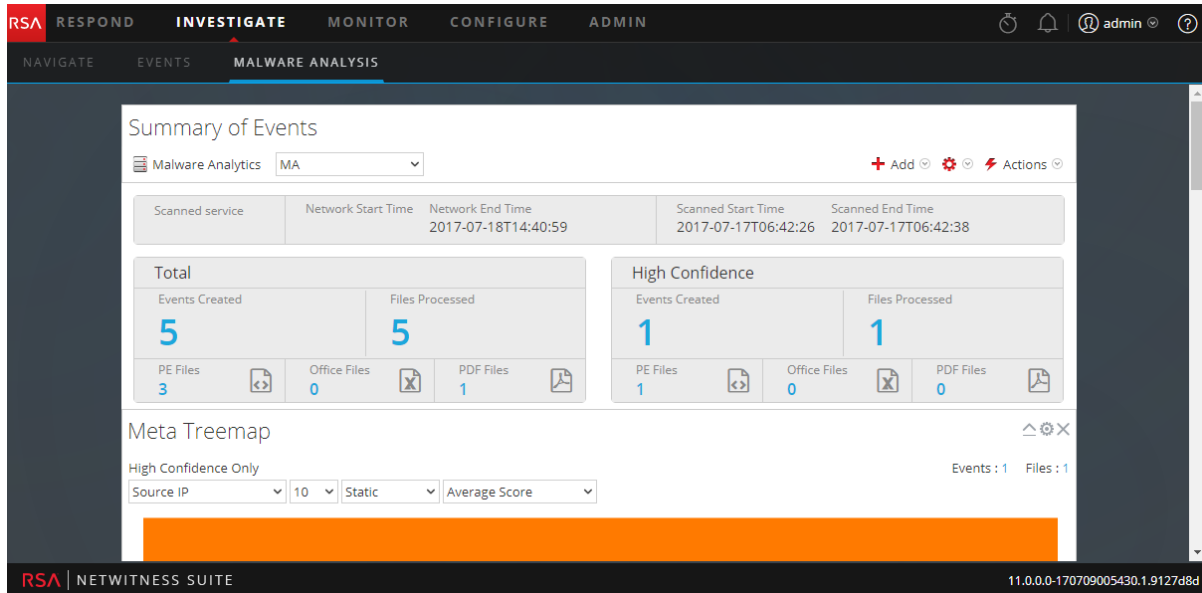 RSA RESPOND INVESTIGATE MONITOR CONFIGURE ADMIN admin ?
NAVIGATE EVENTS MALWARE ANALYSIS
Summary of Events
Malware Analytics MA Add Actions
Scanned service Network Start Time Network End Time Scanned Start Time Scanned End Time
2017-07-18T14:40:59 2017-07-17T06:42:26 2017-07-17T06:42:38
Total High Confidence
Events Created Files Processed Events Created Files Processed
5 5 1 1
PE Files Office Files PDF Files PE Files Office Files PDF Files
3 0 1 1 0 0
Meta Treemap
High Confidence Only Events : 1 Files : 1
Source IP 10 Static Average Score
RSA NETWITNESS SUITE 11.0.0.0-170709005430.1.9127d8d